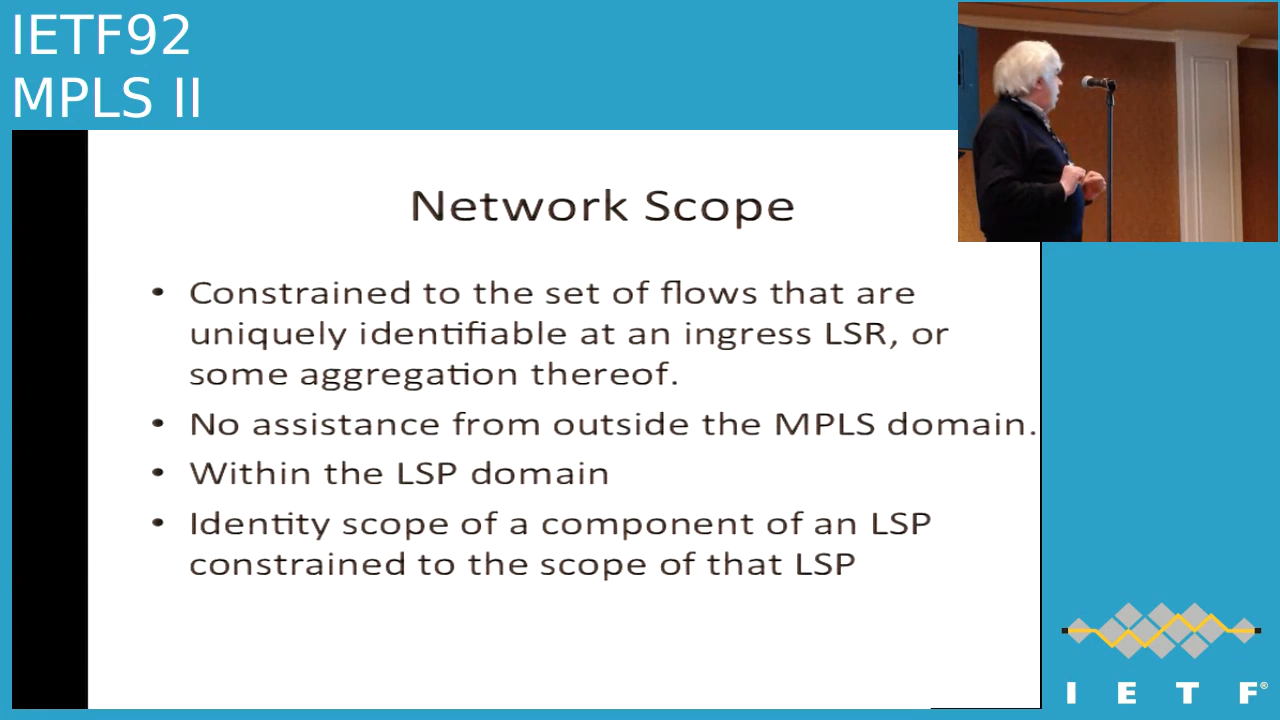 IETF92
MPLS II
Network Scope
• Constrained to the set of flows that are
uniquely identifiable at an ingress LSR, or
some aggregation thereof.
• No assistance from outside the MPLS domain.
• Within the LSP domain
• Identity scope of a component of an LSP
constrained to the scope of that LSP
I E T F®